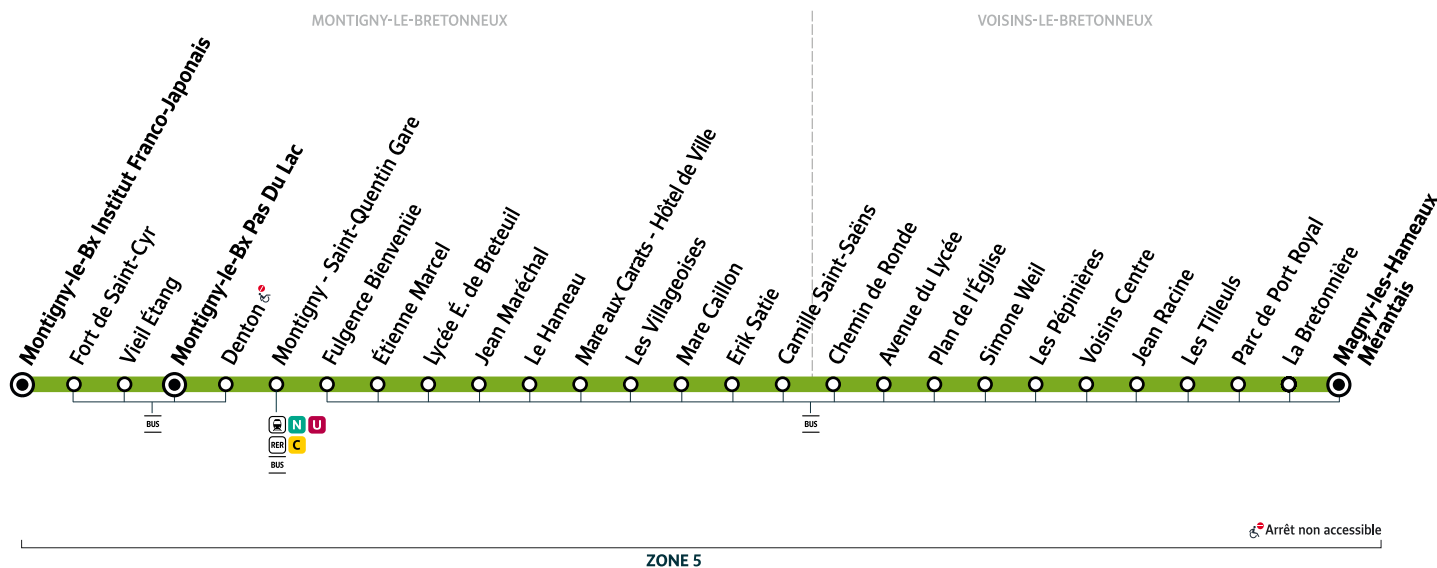 MONTIGNY-LE-BRETONNEUX
VOISINS-LE-BRETONNEUX
Montigny-le-Bx Institut Franco-Japonais
Fort de Saint-Cyr
Vieil Étang
Montigny-le-Bx Pas Du Lac
Denton
Montigny - Saint-Quentin Gare
Fulgence Bienvenüe
Étienne Marcel
Lycée É. de Breteuil
Jean Maréchal
Le Hameau
Mare aux Carats - Hôtel de Ville
Les Villageoises
Mare Caillon
Erik Satie
Camille Saint-Saëns
Chemin de Ronde
Avenue du Lycée
Plan de l'Église
Simone Weil
Les Pépinières
Voisins Centre
Jean Racine
Les Tilleuls
Parc de Port Royal
La Bretonnière
Magny-les-Hameaux
Mérantais
BUS
N U
RER C
BUS
BUS
Arrêt non accessible
ZONE 5